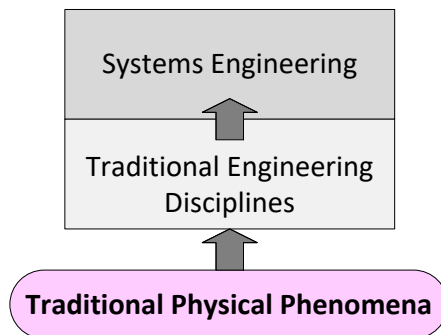 Systems Engineering
Traditional Engineering
Disciplines
Traditional Physical Phenomena